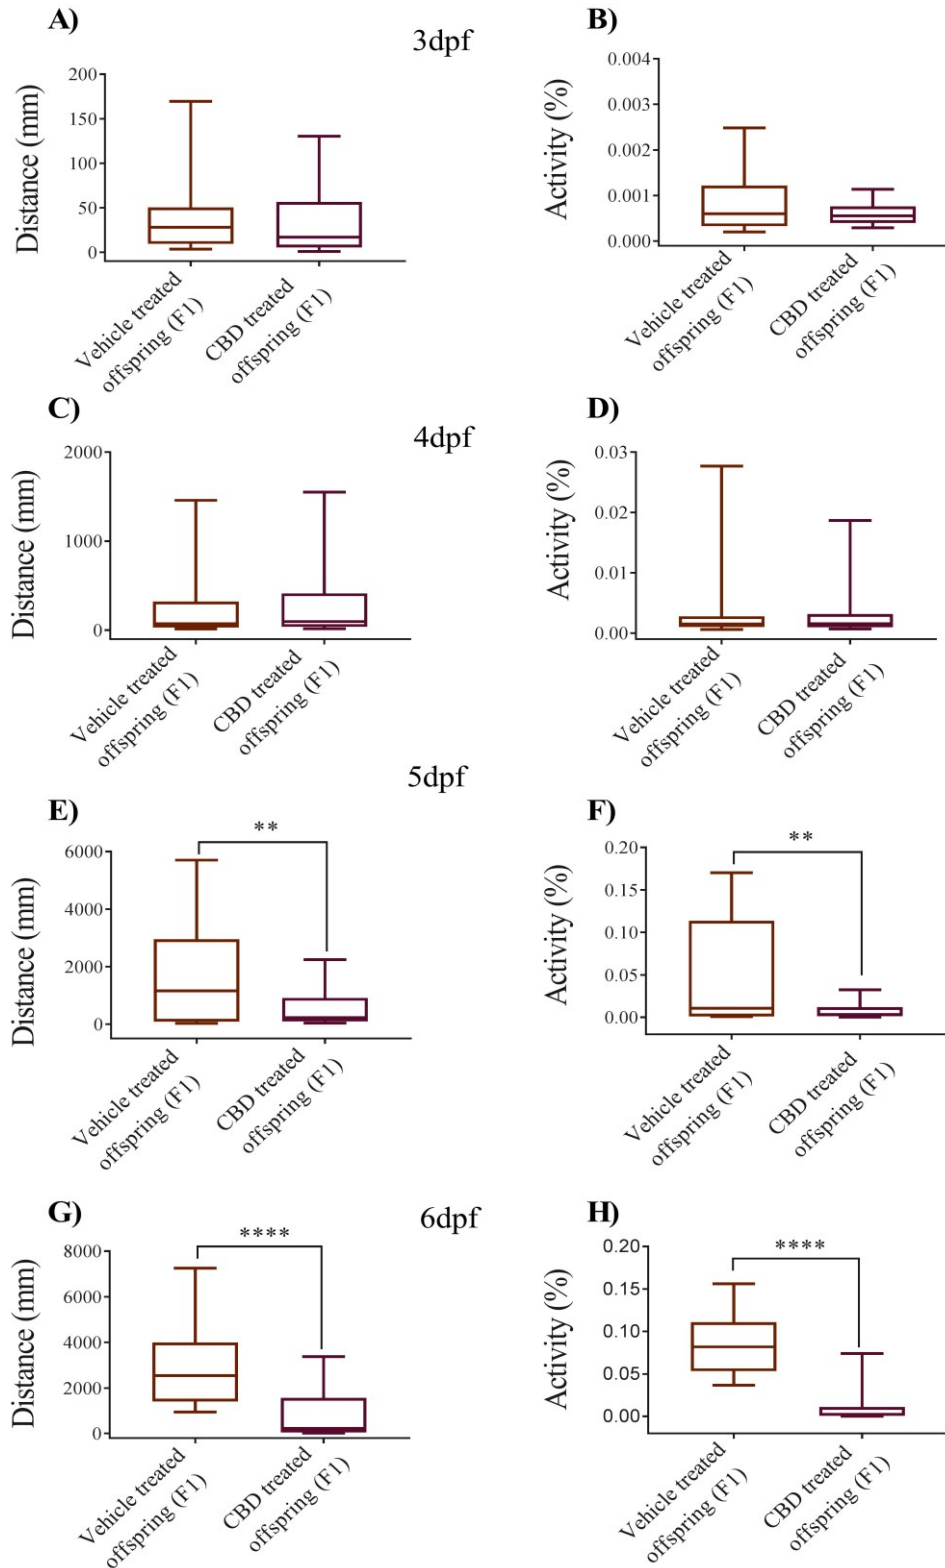 A)
3dpf
B)
Distance (mm)
200
150
100
50
0
Vehicle treated
offspring (F1)
CBD treated
offspring (F1)
Activity (%)
0.004
0.003
0.002
0.001
0.000
Vehicle treated
offspring (F1)
CBD treated
offspring (F1)
C)
4dpf
D)
Distance (mm)
2000
1000
0
Vehicle treated
offspring (F1)
CBD treated
offspring (F1)
Activity (%)
0.03
0.02
0.01
0.00
Vehicle treated
offspring (F1)
CBD treated
offspring (F1)
5dpf
E)
F)
Distance (mm)
6000
4000
2000
0
**
Vehicle treated
offspring (F1)
CBD treated
offspring (F1)
Activity (%)
0.20
0.15
0.10
0.05
0.00
**
Vehicle treated
offspring (F1)
CBD treated
offspring (F1)
G)
6dpf
H)
Distance (mm)
8000
6000
4000
2000
0
****
Vehicle treated
offspring (F1)
CBD treated
offspring (F1)
Activity (%)
0.20
0.15
0.10
0.05
0.00
****
Vehicle treated
offspring (F1)
CBD treated
offspring (F1)